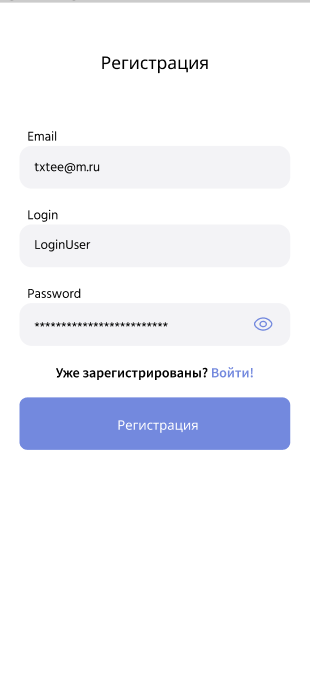 Регистрация
Email
txtee@m.ru
Login
LoginUser
Password
*************************
Уже зарегистрированы? Войти!
Регистрация